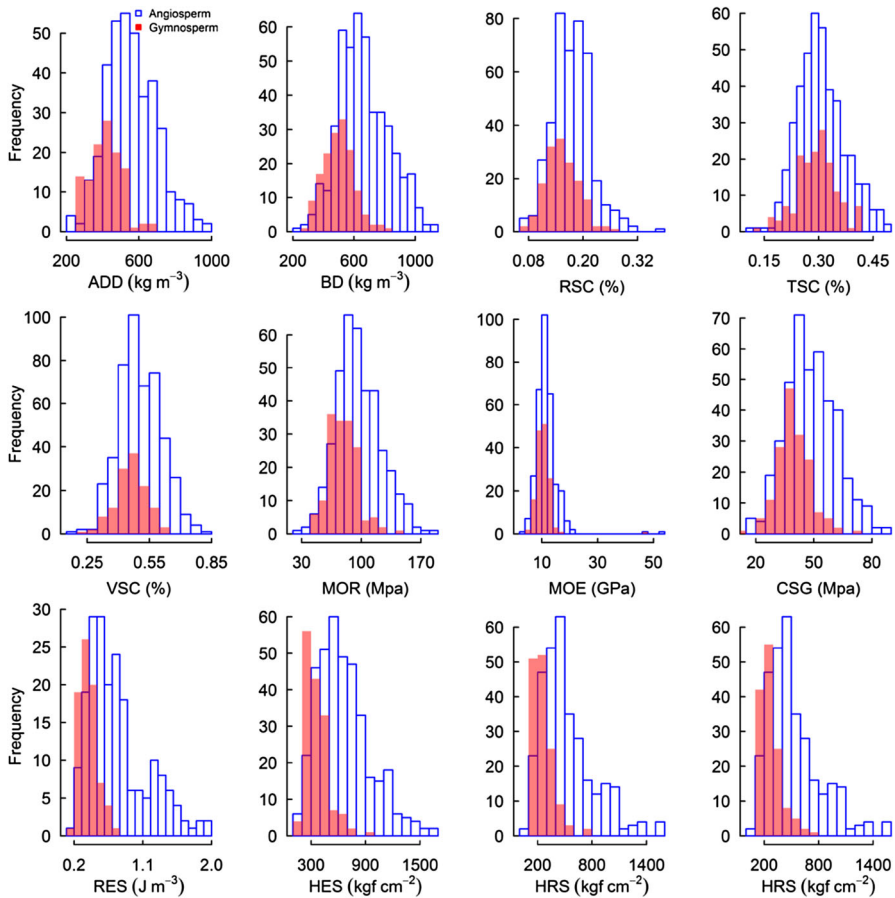 Angiosperm
Gymnosperm
Frequency
50
40
30
20
10
0
200 600 1000
ADD (kg m⁻³)
60
50
40
30
20
10
0
200 600 1000
BD (kg m⁻³)
80
60
40
20
0
0.08 0.20 0.32
RSC (%)
60
50
40
30
20
10
0
0.15 0.30 0.45
TSC (%)
Frequency
100
80
60
40
20
0
0.25 0.55 0.85
VSC (%)
60
50
40
30
20
10
0
30 100 170
MOR (Mpa)
100
80
60
40
20
0
10 30 50
MOE (GPa)
70
60
50
40
30
20
10
0
20 50 80
CSG (Mpa)
Frequency
30
25
20
15
10
5
0
0.2 1.1 2.0
RES (J m⁻³)
60
50
40
30
20
10
0
300 900 1500
HES (kgf cm⁻²)
60
50
40
30
20
10
0
200 800 1400
HRS (kgf cm⁻²)
60
50
40
30
20
10
0
200 800 1400
HRS (kgf cm⁻²)